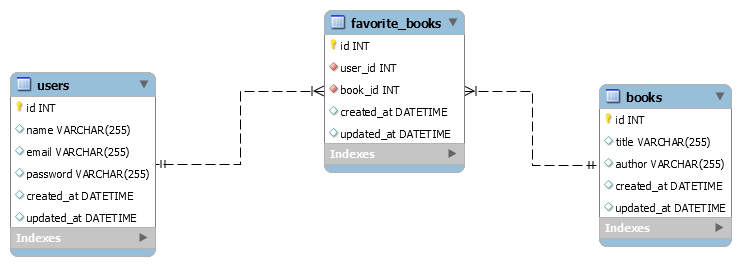 users
id INT
name VARCHAR(255)
email VARCHAR(255)
password VARCHAR(255)
created_at DATETIME
updated_at DATETIME
Indexes
favorite_books
id INT
user_id INT
book_id INT
created_at DATETIME
updated_at DATETIME
Indexes
books
id INT
title VARCHAR(255)
author VARCHAR(255)
created_at DATETIME
updated_at DATETIME
Indexes